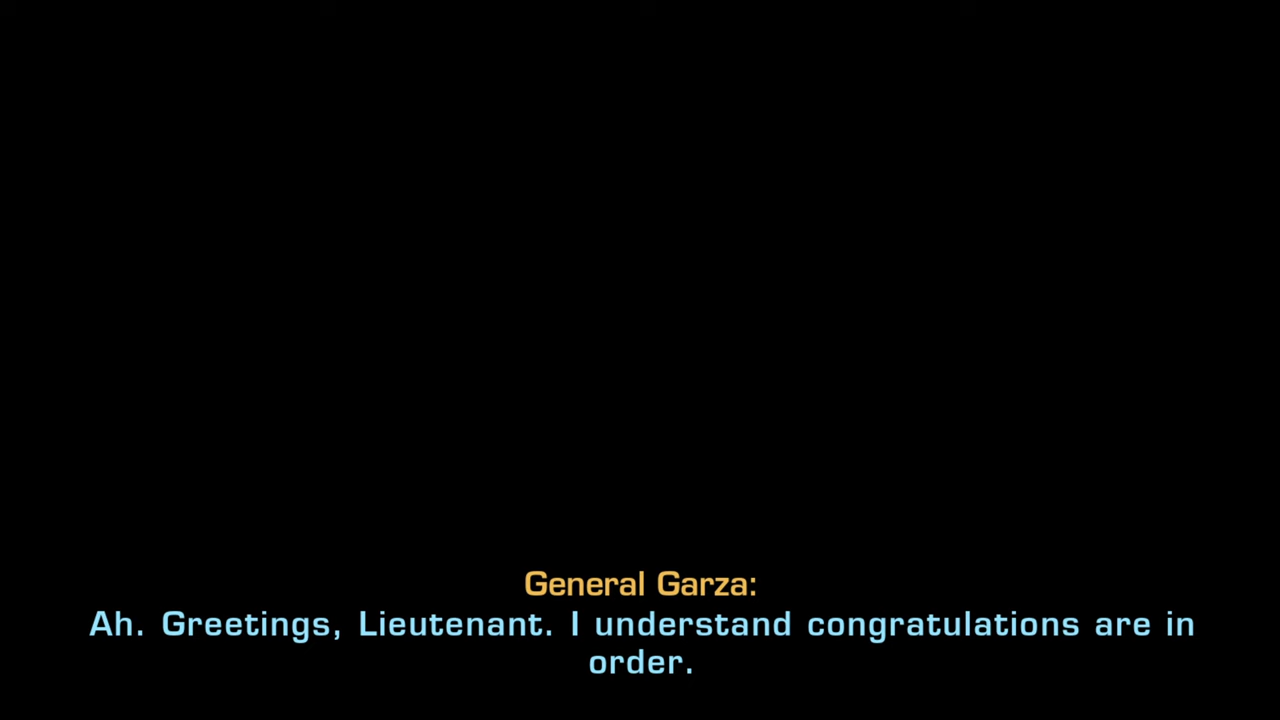 General Garza:
Ah. Greetings, Lieutenant. I understand congratulations are in
order.